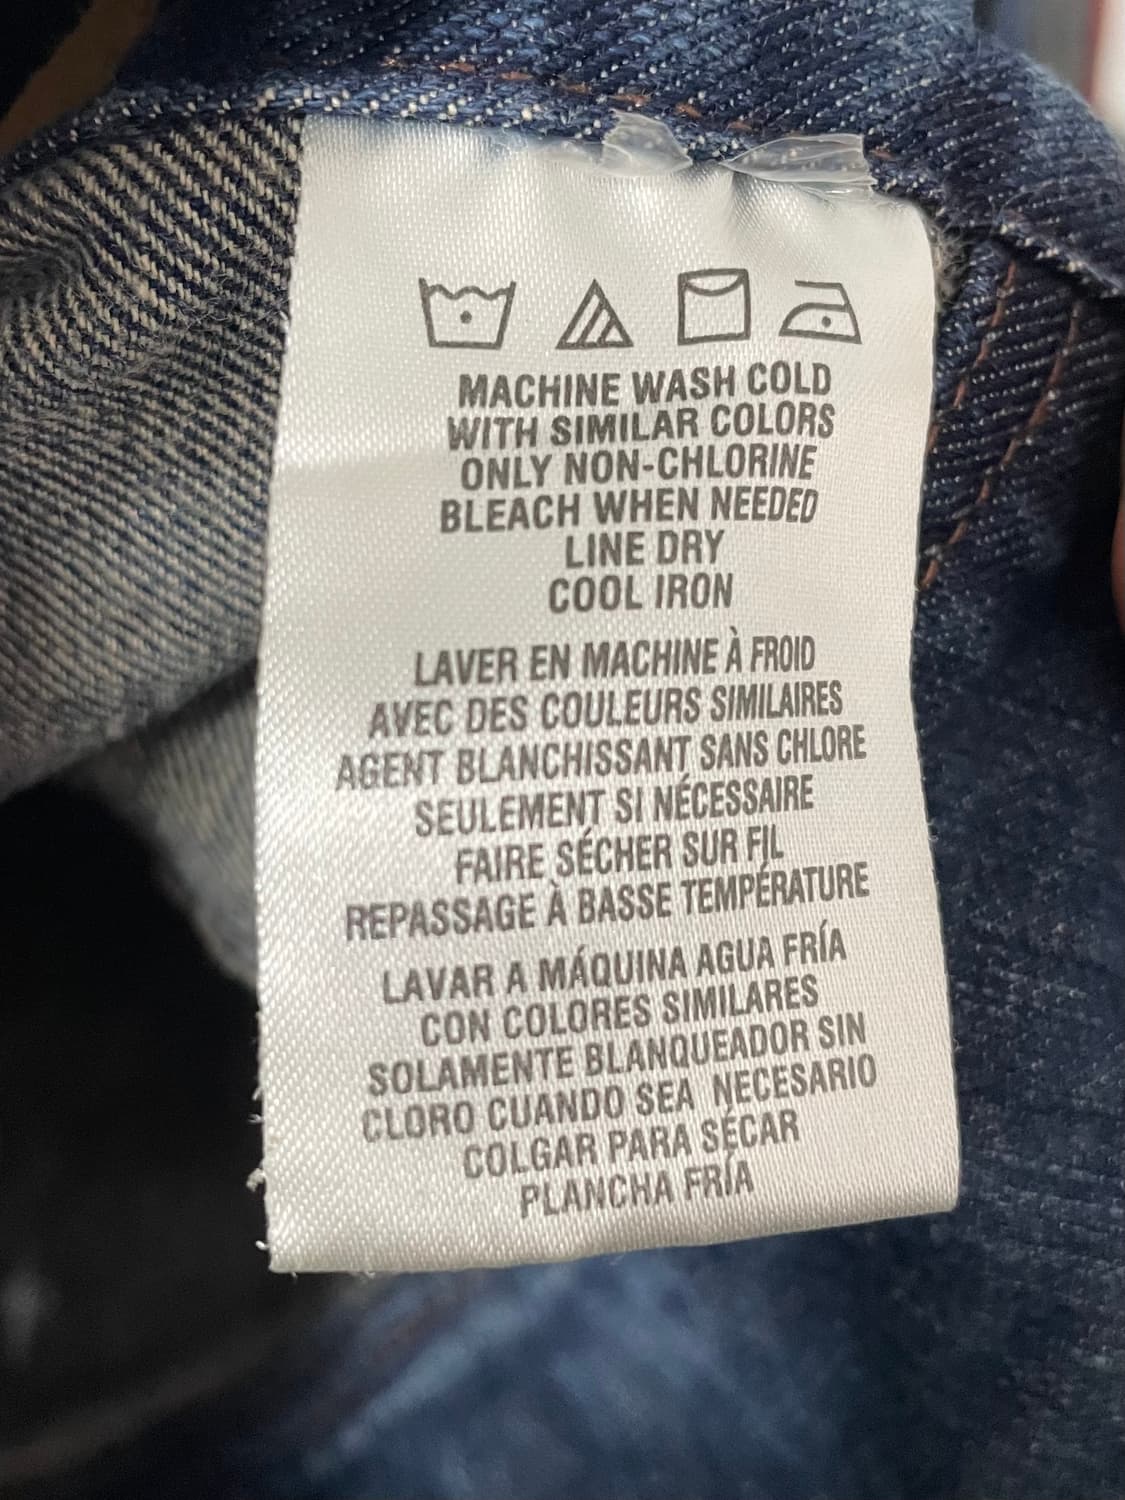 MACHINE WASH COLD
WITH SIMILAR COLORS
ONLY NON-CHLORINE
BLEACH WHEN NEEDED
LINE DRY
COOL IRON
LAVER EN MACHINE À FROID
AVEC DES COULEURS SIMILAIRES
AGENT BLANCHISSANT SANS CHLORE
SEULEMENT SI NÉCESSAIRE
FAIRE SÉCHER SUR FIL
REPASSAGE À BASSE TEMPÉRATURE
LAVAR A MÁQUINA AGUA FRÍA
CON COLORES SIMILARES
SOLAMENTE BLANQUEADOR SIN
CLORO CUANDO SEA NECESARIO
COLGAR PARA SÉCAR
PLANCHA FRÍA